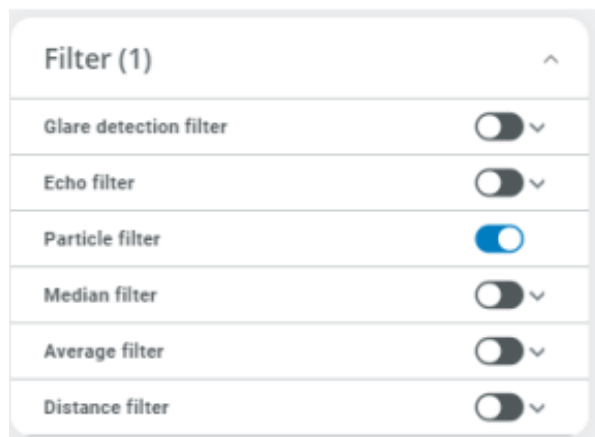 Filter (1)
Glare detection filter
Echo filter
Particle filter
Median filter
Average filter
Distance filter